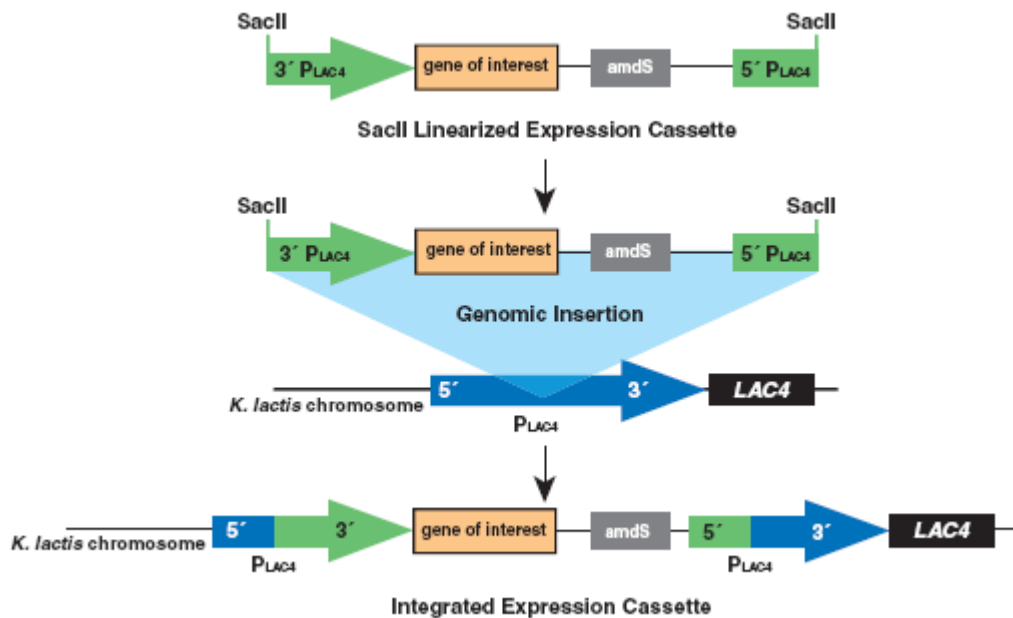 SacII SacII
3´ PLAC4 gene of interest amdS 5´ PLAC4
SacII Linearized Expression Cassette
SacII SacII
3´ PLAC4 gene of interest amdS 5´ PLAC4
Genomic Insertion
5´ 3´ LAC4
K. lactis chromosome
PLAC4
5´ 3´ gene of interest amdS 5´ 3´ LAC4
K. lactis chromosome
PLAC4 PLAC4
Integrated Expression Cassette